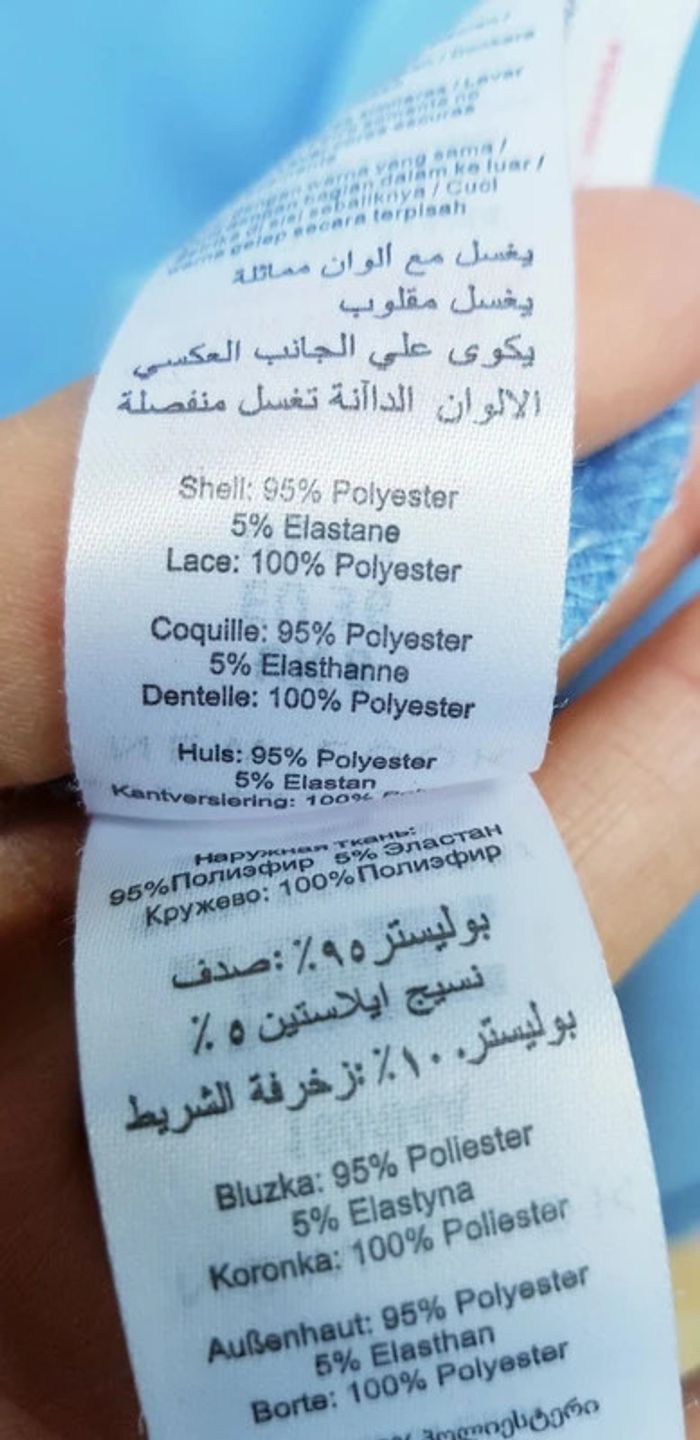 / Lavar
warna yang sama /
bagian dalam ke luar /
di sisi sebaliknya / Cuci
warna gelap secara terpisah
يغسل مع الوان مماثلة
يغسل مقلوب
يكوى علي الجانب العكسي
الالوان الداآنة تغسل منفصلة
Shell: 95% Polyester
5% Elastane
Lace: 100% Polyester
Coquille: 95% Polyester
5% Elasthanne
Dentelle: 100% Polyester
Huls: 95% Polyester
5% Elastan
Kantversiering: 100%
Наружная ткань:
95%Полиэфир 5% Эластан
Кружево: 100%Полиэфир
بوليستر ٩٥٪ :صدف
نسيج ايلاستين ٥ ٪
بوليستر ١٠٠٪ :زخرفة الشريط
Bluzka: 95% Poliester
5% Elastyna
Koronka: 100% Poliester
Außenhaut: 95% Polyester
5% Elasthan
Borte: 100% Polyester
პოლიესტერი